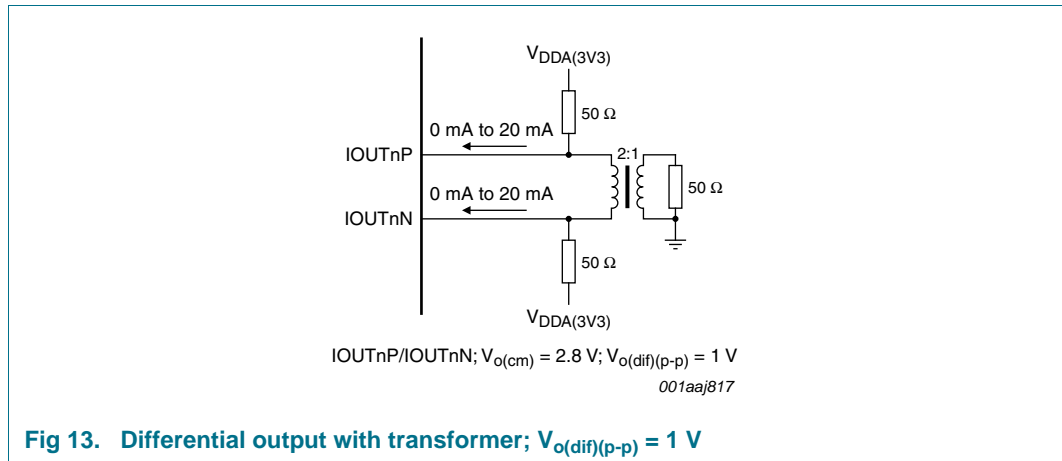 VDDA(3V3)
50 Ω
0 mA to 20 mA
IOUTnP
2:1
50 Ω
0 mA to 20 mA
IOUTnN
50 Ω
VDDA(3V3)
IOUTnP/IOUTnN; Vo(cm) = 2.8 V; Vo(dif)(p-p) = 1 V
001aaj817
Fig 13. Differential output with transformer; Vo(dif)(p-p) = 1 V